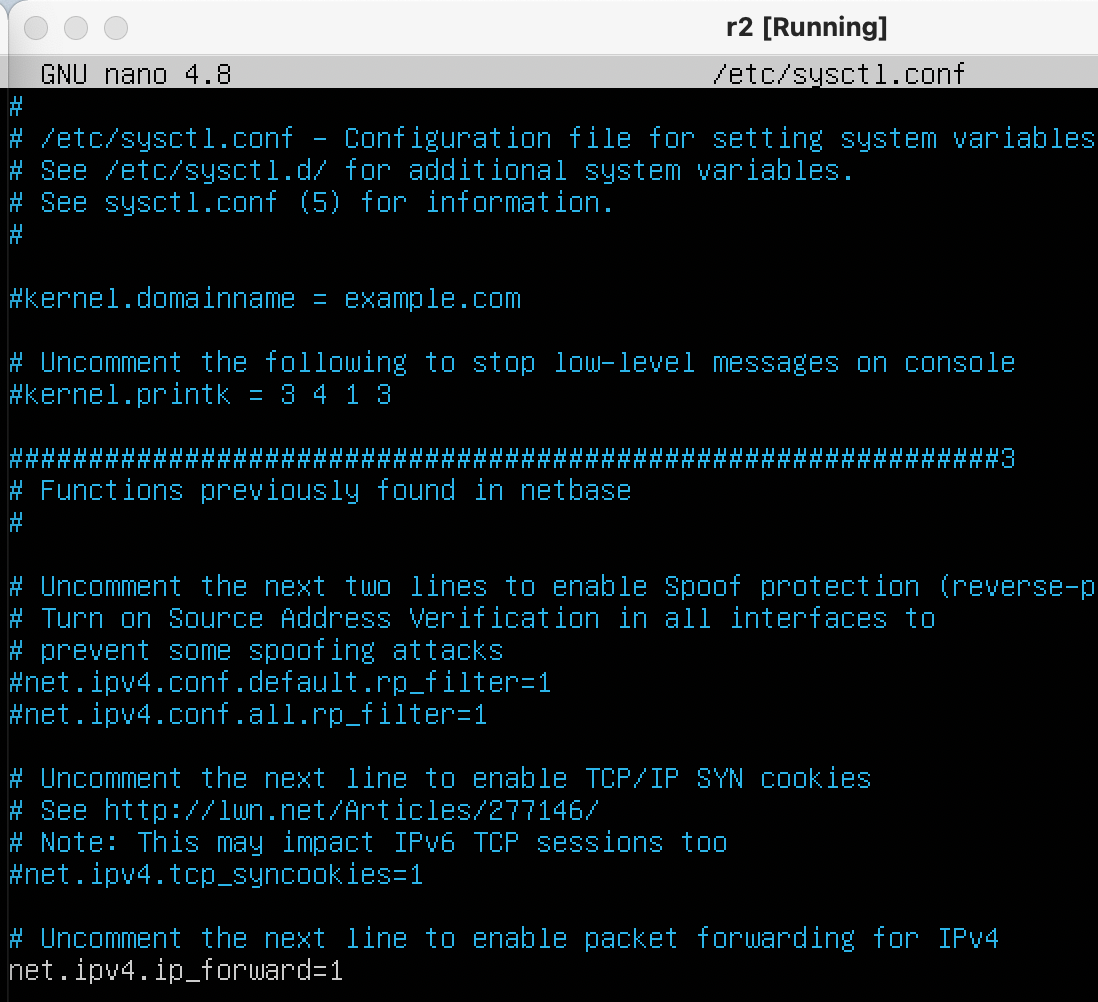 r2 [Running]
GNU nano 4.8 /etc/sysctl.conf
#
# /etc/sysctl.conf - Configuration file for setting system variables
# See /etc/sysctl.d/ for additional system variables.
# See sysctl.conf (5) for information.
#
#kernel.domainname = example.com
# Uncomment the following to stop low-level messages on console
#kernel.printk = 3 4 1 3
##############################################################3
# Functions previously found in netbase
#
# Uncomment the next two lines to enable Spoof protection (reverse-p
# Turn on Source Address Verification in all interfaces to
# prevent some spoofing attacks
#net.ipv4.conf.default.rp_filter=1
#net.ipv4.conf.all.rp_filter=1
# Uncomment the next line to enable TCP/IP SYN cookies
# See http://lwn.net/Articles/277146/
# Note: This may impact IPv6 TCP sessions too
#net.ipv4.tcp_syncookies=1
# Uncomment the next line to enable packet forwarding for IPv4
net.ipv4.ip_forward=1